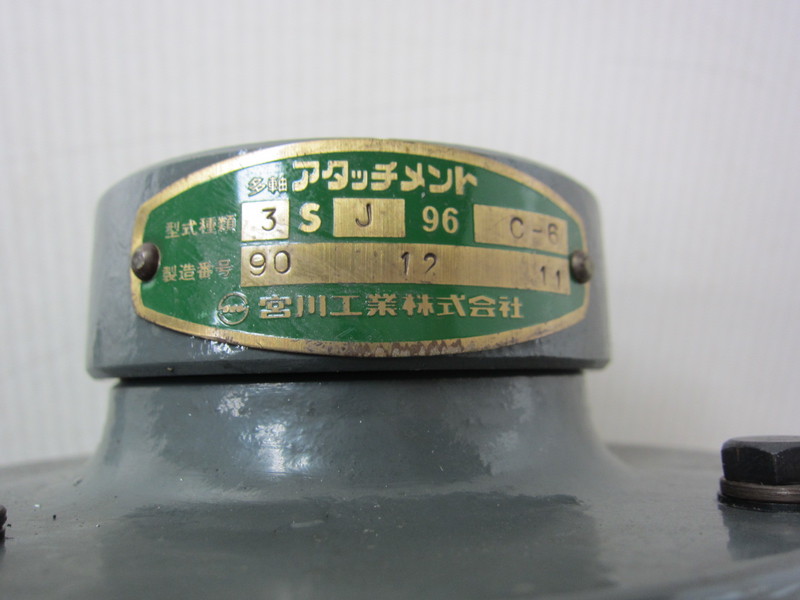 多軸 アタッチメント
型式種類 3 S J 96 C-6
製造番号 90 12 11
宮川工業株式会社